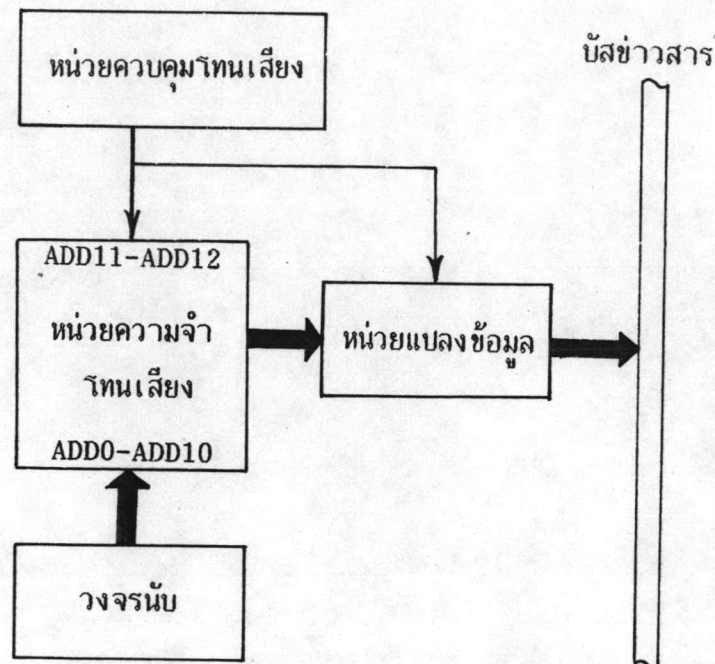 หน่วยควบคุมโทนเสียง
บัสข่าวสาร
ADD11-ADD12
หน่วยความจำ
โทนเสียง
ADD0-ADD10
หน่วยแปลงข้อมูล
วงจรนับ